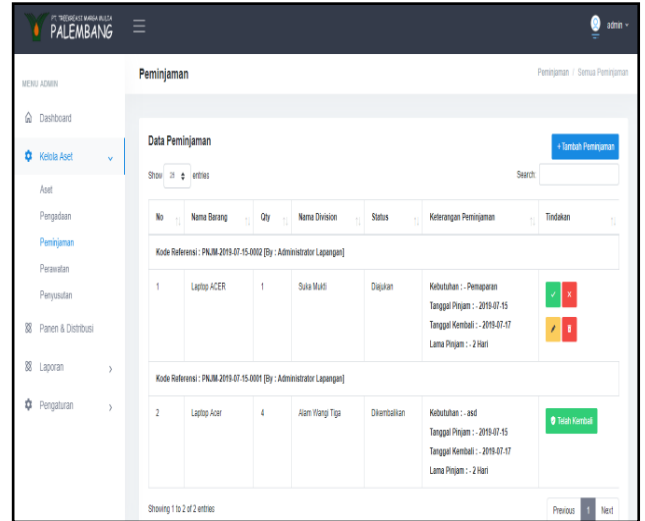 PT. TREEKREASI MARGA MULIA
PALEMBANG
admin
MENU ADMIN
Peminjaman
Peminjaman / Semua Peminjaman
Dashboard
Kelola Aset
Aset
Pengadaan
Peminjaman
Perawatan
Penyusutan
Panen & Distribusi
Laporan
Pengaturan
Data Peminjaman
+Tambah Peminjaman
Show 25 entries
Search:
No Nama Barang Qty Nama Division Status Keterangan Peminjaman Tindakan
Kode Referensi : PNJM-2019-07-15-0002 [By : Administrator Lapangan]
1 Laptop ACER 1 Suka Mukti Diajukan Kebutuhan : - Pemaparan
Tanggal Pinjam : - 2019-07-15
Tanggal Kembali : - 2019-07-17
Lama Pinjam : - 2 Hari
Kode Referensi : PNJM-2019-07-15-0001 [By : Administrator Lapangan]
2 Laptop Acer 4 Alam Wangi Tiga Dikembalikan Kebutuhan : - asd Telah Kembali
Tanggal Pinjam : - 2019-07-15
Tanggal Kembali : - 2019-07-17
Lama Pinjam : - 2 Hari
Showing 1 to 2 of 2 entries
Previous 1 Next